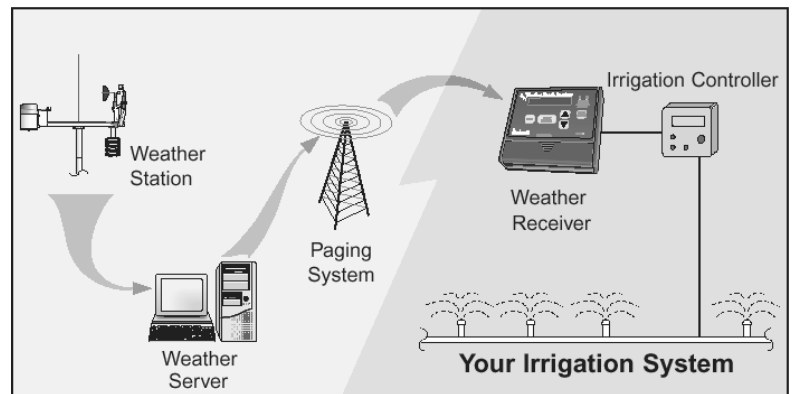 Weather
Station
Weather
Server
Paging
System
Weather
Receiver
Irrigation Controller
Your Irrigation System